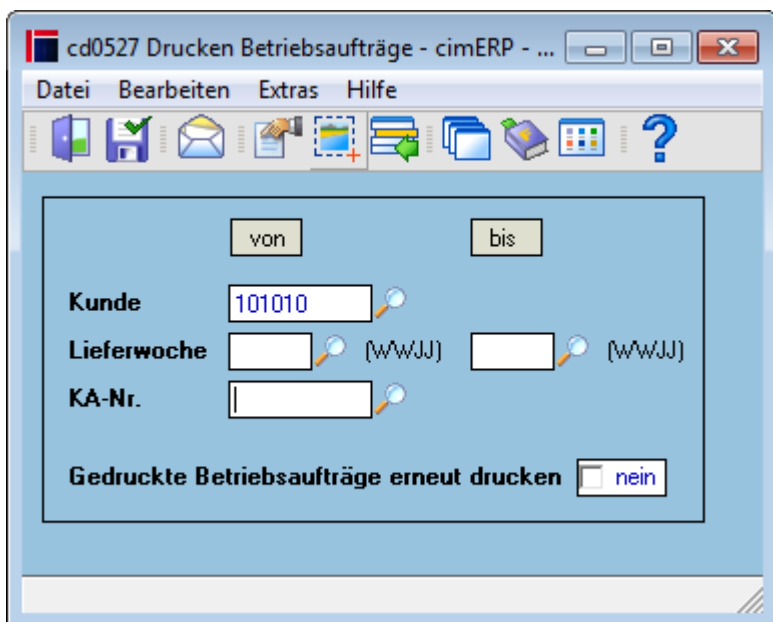 cd0527 Drucken Betriebsaufträge - cimERP - ...
Datei Bearbeiten Extras Hilfe
von bis
Kunde 101010
Lieferwoche (WWJJ) (WWJJ)
KA-Nr.
Gedruckte Betriebsaufträge erneut drucken nein